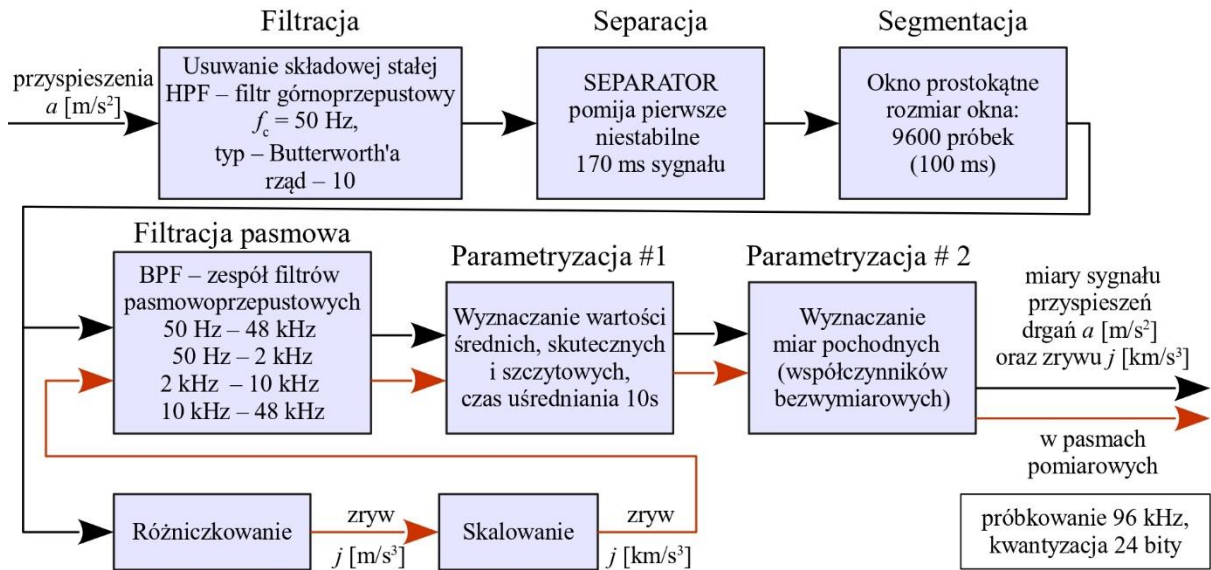 Filtracja
Separacja
Segmentacja
przyspieszenia
a [m/s²]
Usuwanie składowej stałej
HPF – filtr górnoprzepustowy
fc = 50 Hz,
typ – Butterworth'a
rząd – 10
SEPARATOR
pomija pierwsze
niestabilne
170 ms sygnału
Okno prostokątne
rozmiar okna:
9600 próbek
(100 ms)
Filtracja pasmowa
BPF – zespół filtrów
pasmowoprzepustowych
50 Hz – 48 kHz
50 Hz – 2 kHz
2 kHz – 10 kHz
10 kHz – 48 kHz
Parametryzacja #1
Wyznaczanie wartości
średnich, skutecznych
i szczytowych,
czas uśredniania 10s
Parametryzacja # 2
Wyznaczanie
miar pochodnych
(współczynników
bezwymiarowych)
miary sygnału
przyspieszeń
drgań a [m/s²]
oraz zrywu j [km/s³]
w pasmach
pomiarowych
Różniczkowanie
zryw
j [m/s³]
Skalowanie
zryw
j [km/s³]
próbkowanie 96 kHz,
kwantyzacja 24 bity